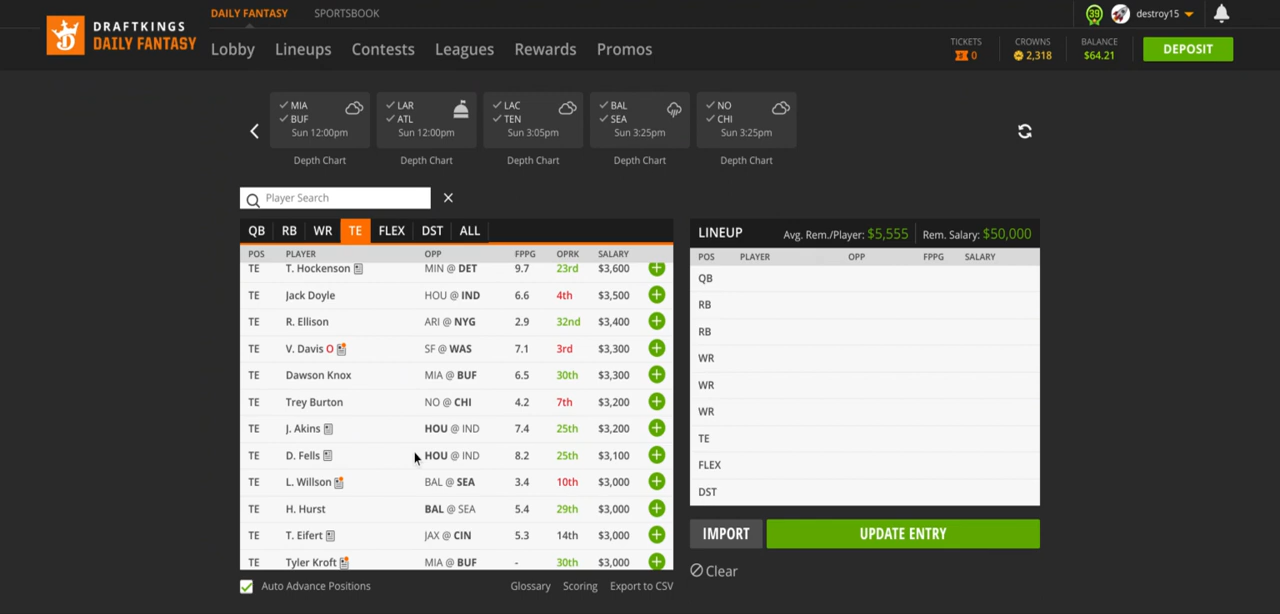 DAILY FANTASY SPORTSBOOK
39 destroy15
DRAFTKINGS
DAILY FANTASY
Lobby Lineups Contests Leagues Rewards Promos
TICKETS CROWNS BALANCE
0 2,318 $64.21
DEPOSIT
MIA LAR LAC BAL NO
BUF ATL TEN SEA CHI
Sun 12:00pm Sun 12:00pm Sun 3:05pm Sun 3:25pm Sun 3:25pm
Depth Chart Depth Chart Depth Chart Depth Chart Depth Chart
Player Search
QB RB WR TE FLEX DST ALL
POS PLAYER OPP FPPG OPRK SALARY
TE T. Hockenson MIN @ DET 9.7 23rd $3,600
TE Jack Doyle HOU @ IND 6.6 4th $3,500
TE R. Ellison ARI @ NYG 2.9 32nd $3,400
TE V. Davis O SF @ WAS 7.1 3rd $3,300
TE Dawson Knox MIA @ BUF 6.5 30th $3,300
TE Trey Burton NO @ CHI 4.2 7th $3,200
TE J. Akins HOU @ IND 7.4 25th $3,200
TE D. Fells HOU @ IND 8.2 25th $3,100
TE L. Willson BAL @ SEA 3.4 10th $3,000
TE H. Hurst BAL @ SEA 5.4 29th $3,000
TE T. Eifert JAX @ CIN 5.3 14th $3,000
TE Tyler Kroft MIA @ BUF - 30th $3,000
Auto Advance Positions Glossary Scoring Export to CSV
LINEUP Avg. Rem./Player: $5,555 Rem. Salary: $50,000
POS PLAYER OPP FPPG SALARY
QB
RB
RB
WR
WR
WR
TE
FLEX
DST
IMPORT UPDATE ENTRY
Clear